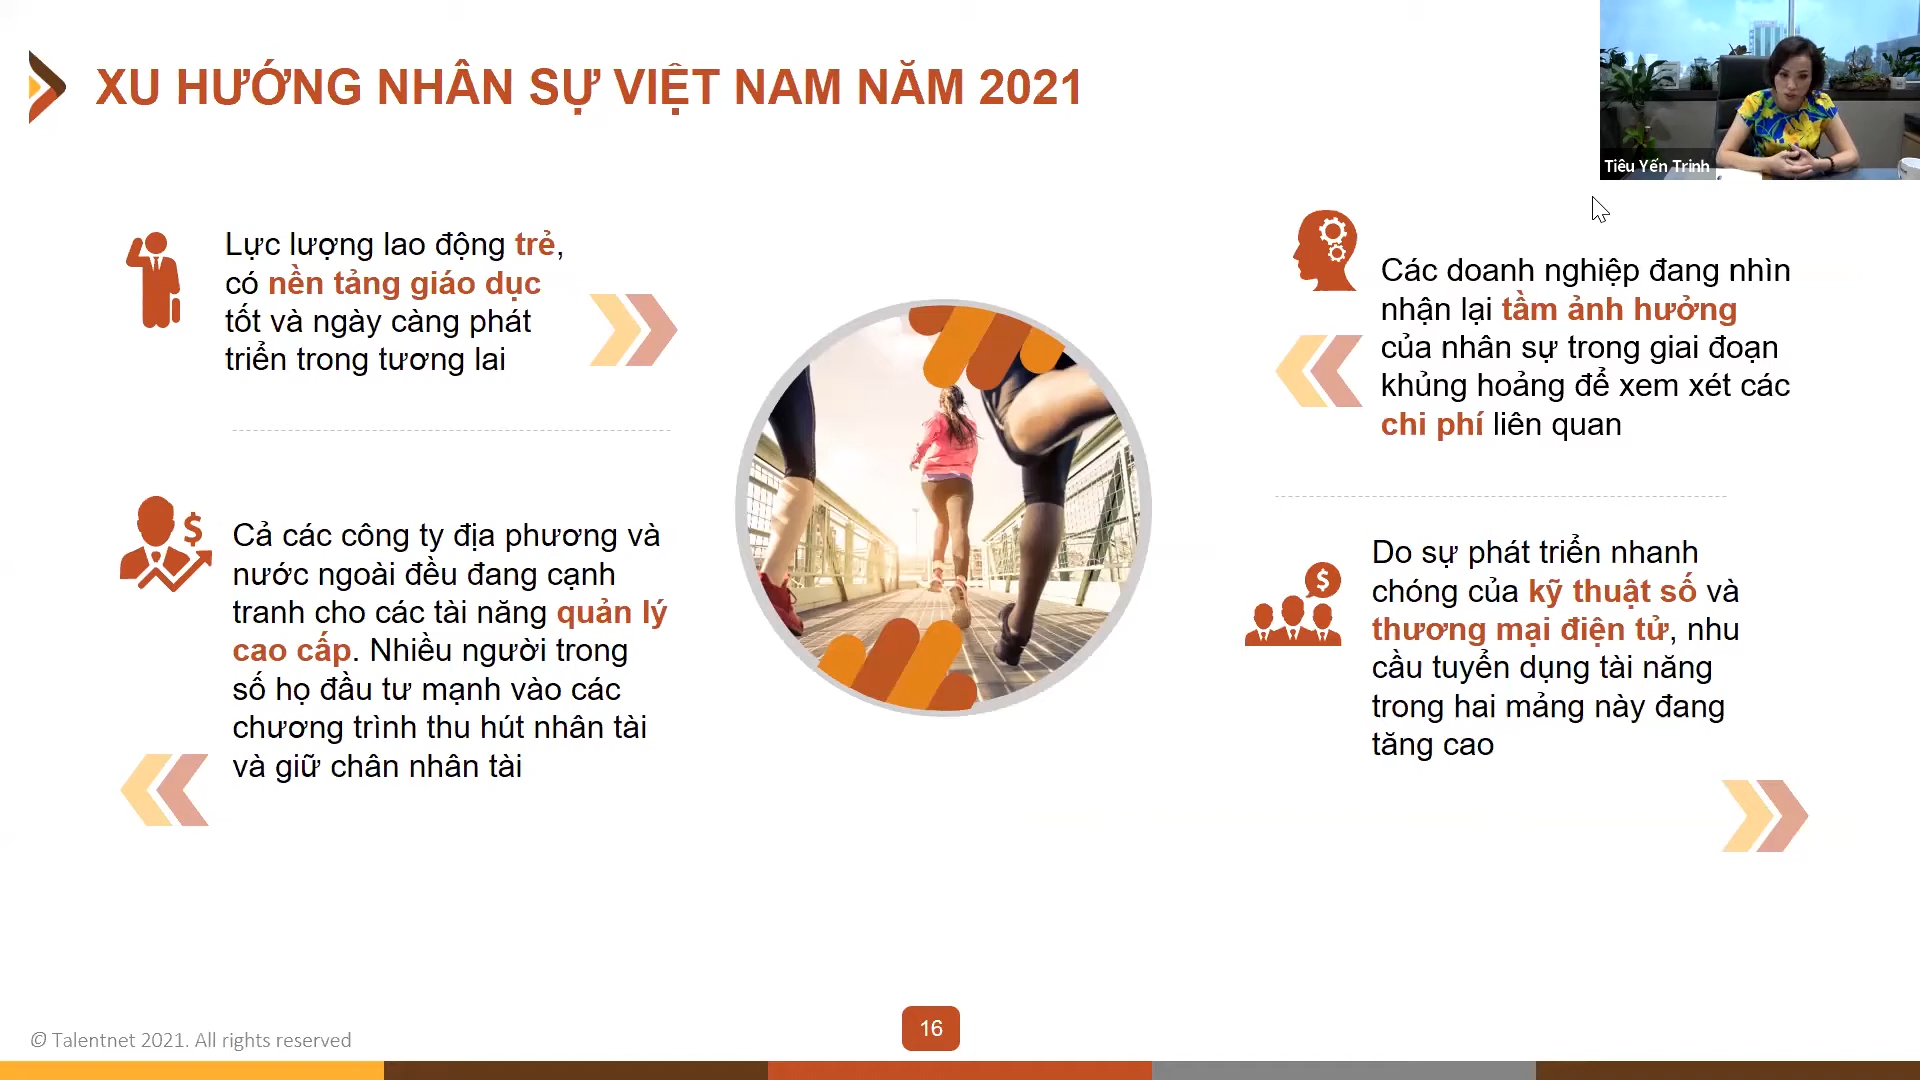 XU HƯỚNG NHÂN SỰ VIỆT NAM NĂM 2021
Tiêu Yến Trinh
Lực lượng lao động trẻ,
có nền tảng giáo dục
tốt và ngày càng phát
triển trong tương lai
Cả các công ty địa phương và
nước ngoài đều đang cạnh
tranh cho các tài năng quản lý
cao cấp. Nhiều người trong
số họ đầu tư mạnh vào các
chương trình thu hút nhân tài
và giữ chân nhân tài
Các doanh nghiệp đang nhìn
nhận lại tầm ảnh hưởng
của nhân sự trong giai đoạn
khủng hoảng để xem xét các
chi phí liên quan
Do sự phát triển nhanh
chóng của kỹ thuật số và
thương mại điện tử, nhu
cầu tuyển dụng tài năng
trong hai mảng này đang
tăng cao
© Talentnet 2021. All rights reserved
16